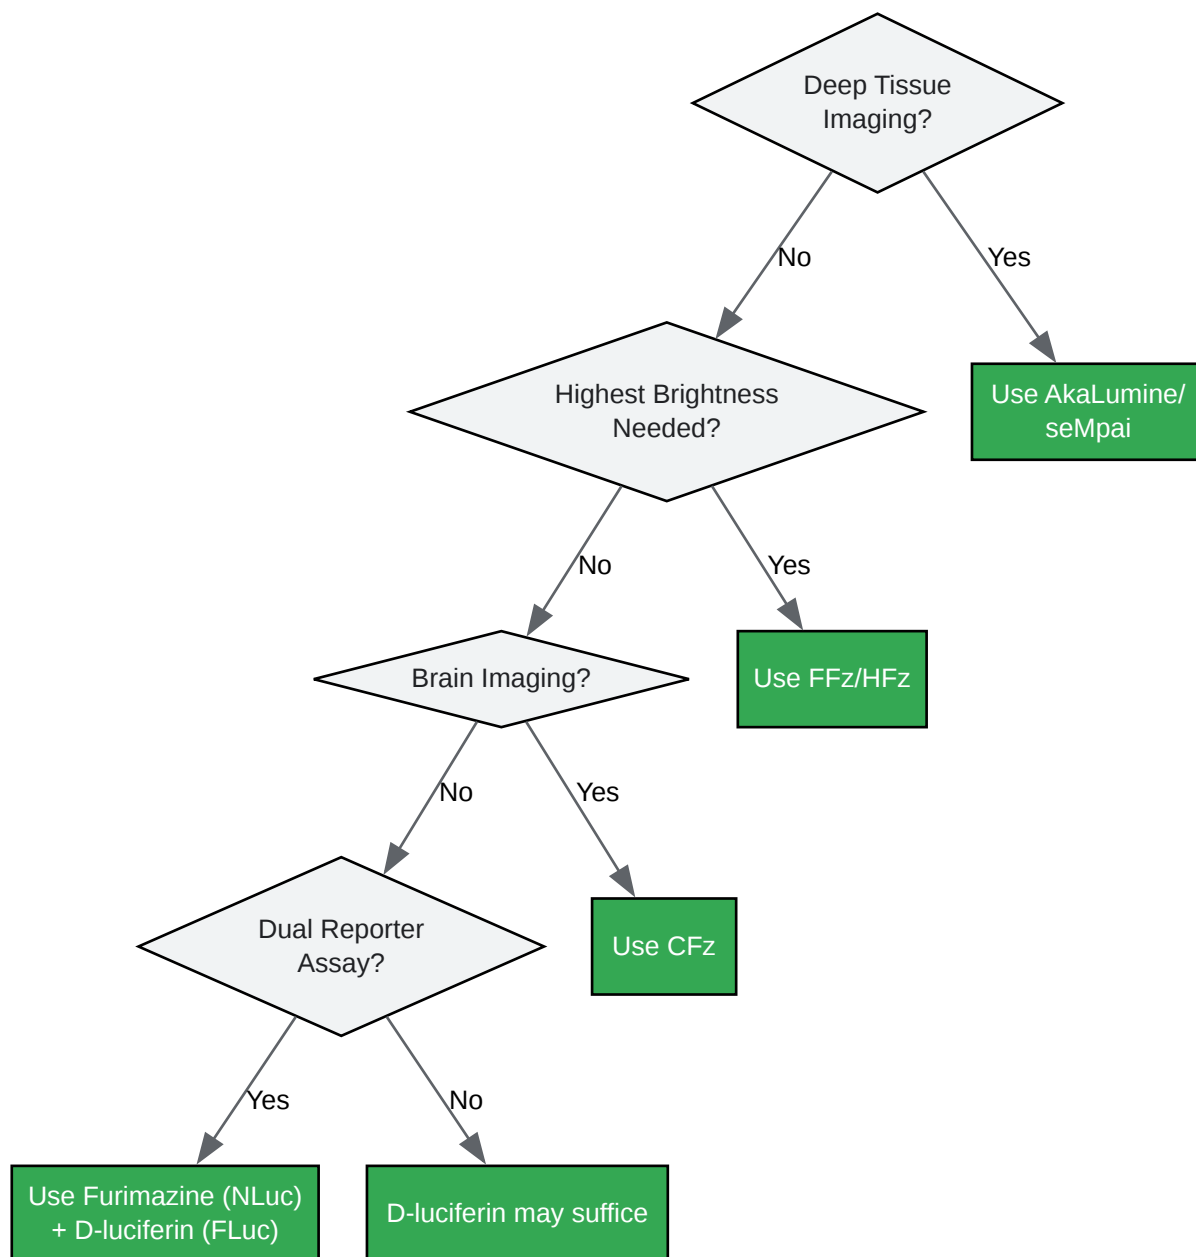 Deep Tissue
Imaging?
No
Yes
Highest Brightness
Needed?
Use AkaLumine/
seMpai
No
Yes
Brain Imaging?
Use FFz/HFz
No
Yes
Dual Reporter
Assay?
Use CFz
Yes
No
Use Furimazine (NLuc)
+ D-luciferin (FLuc)
D-luciferin may suffice